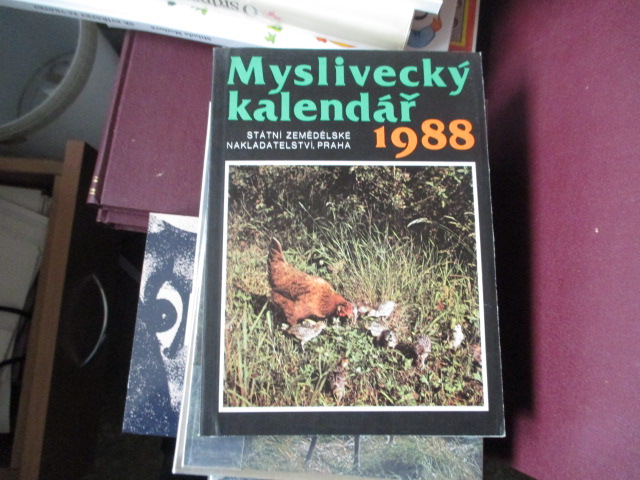 Myslivecký
kalendář
1988
STÁTNÍ ZEMĚDĚLSKÉ
NAKLADATELSTVÍ, PRAHA